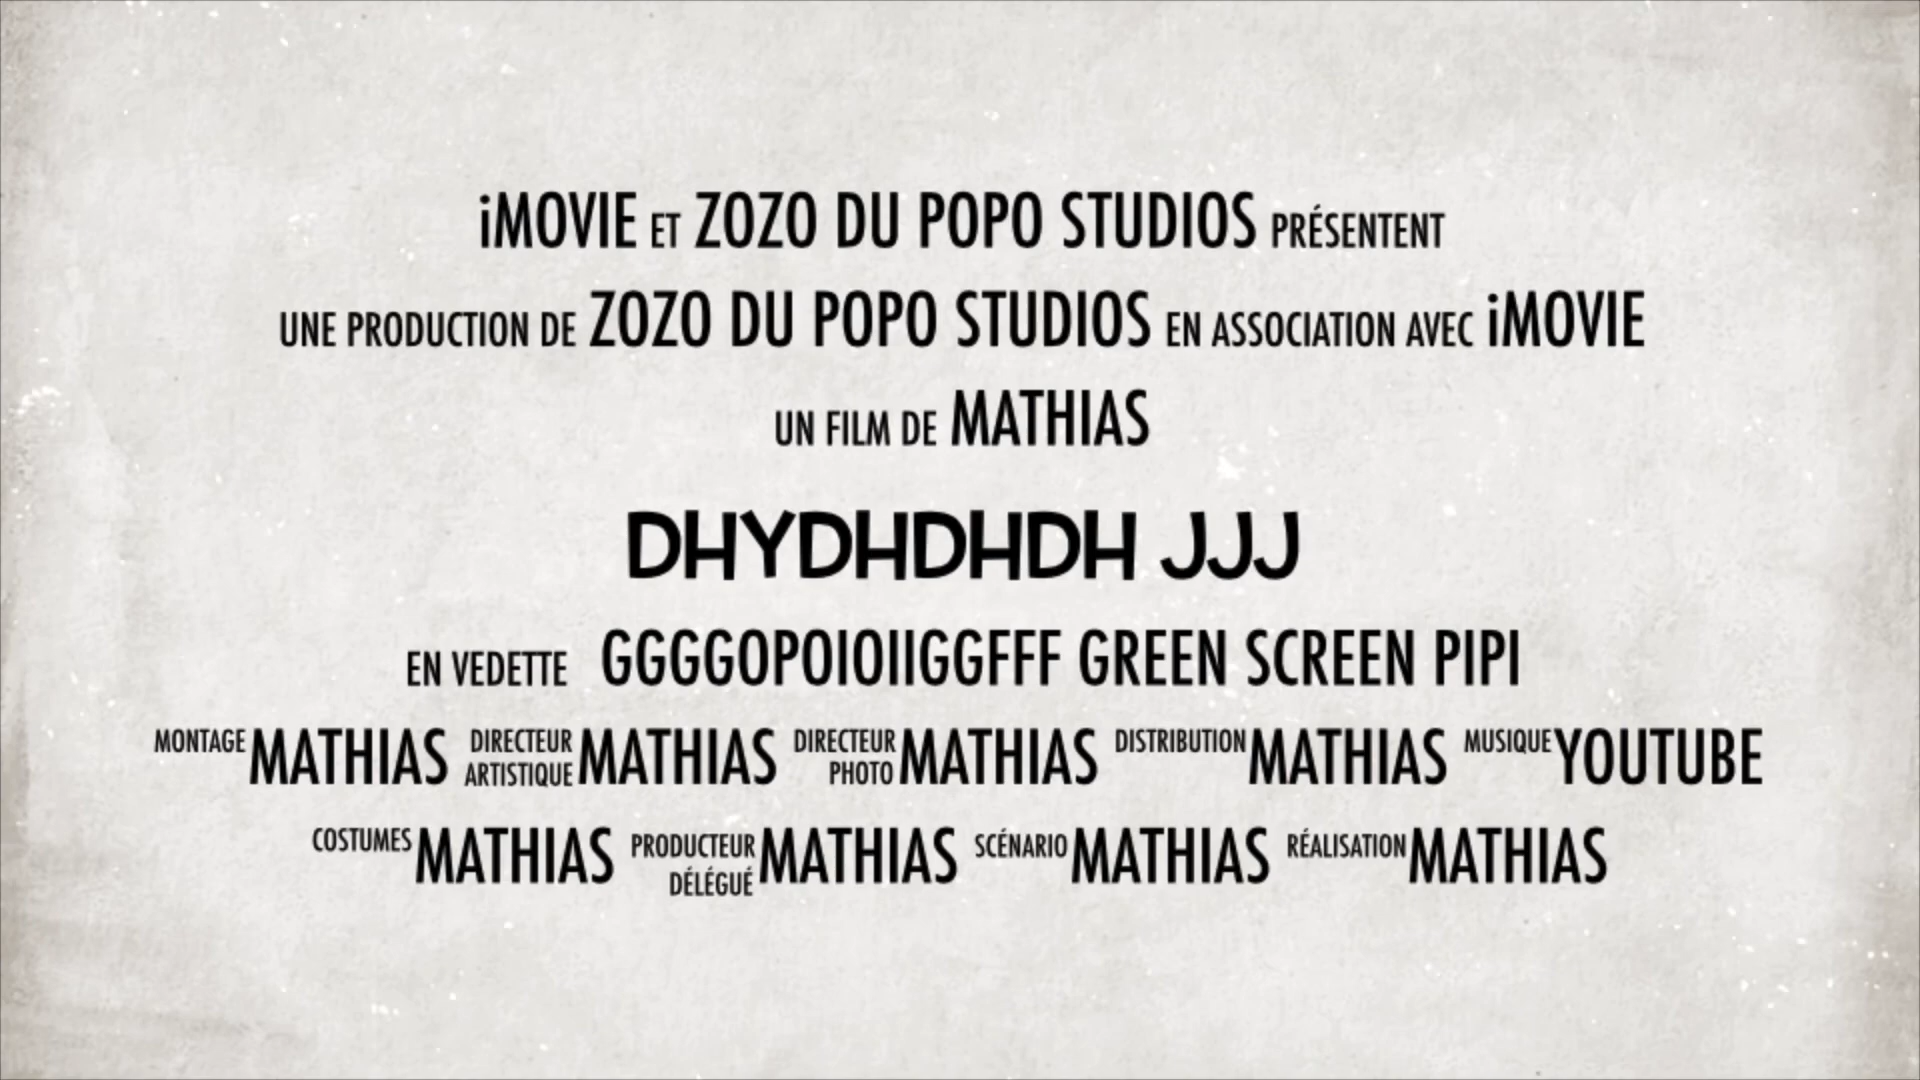 iMOVIE ET ZOZO DU POPO STUDIOS PRÉSENTENT
UNE PRODUCTION DE ZOZO DU POPO STUDIOS EN ASSOCIATION AVEC iMOVIE
UN FILM DE MATHIAS
DHYDHDHDH JJJ
EN VEDETTE GGGGOPOIOIIGGFFF GREEN SCREEN PIPI
MONTAGE MATHIAS DIRECTEUR ARTISTIQUE MATHIAS DIRECTEUR PHOTO MATHIAS DISTRIBUTION MATHIAS MUSIQUE YOUTUBE
COSTUMES MATHIAS PRODUCTEUR DÉLÉGUÉ MATHIAS SCÉNARIO MATHIAS RÉALISATION MATHIAS